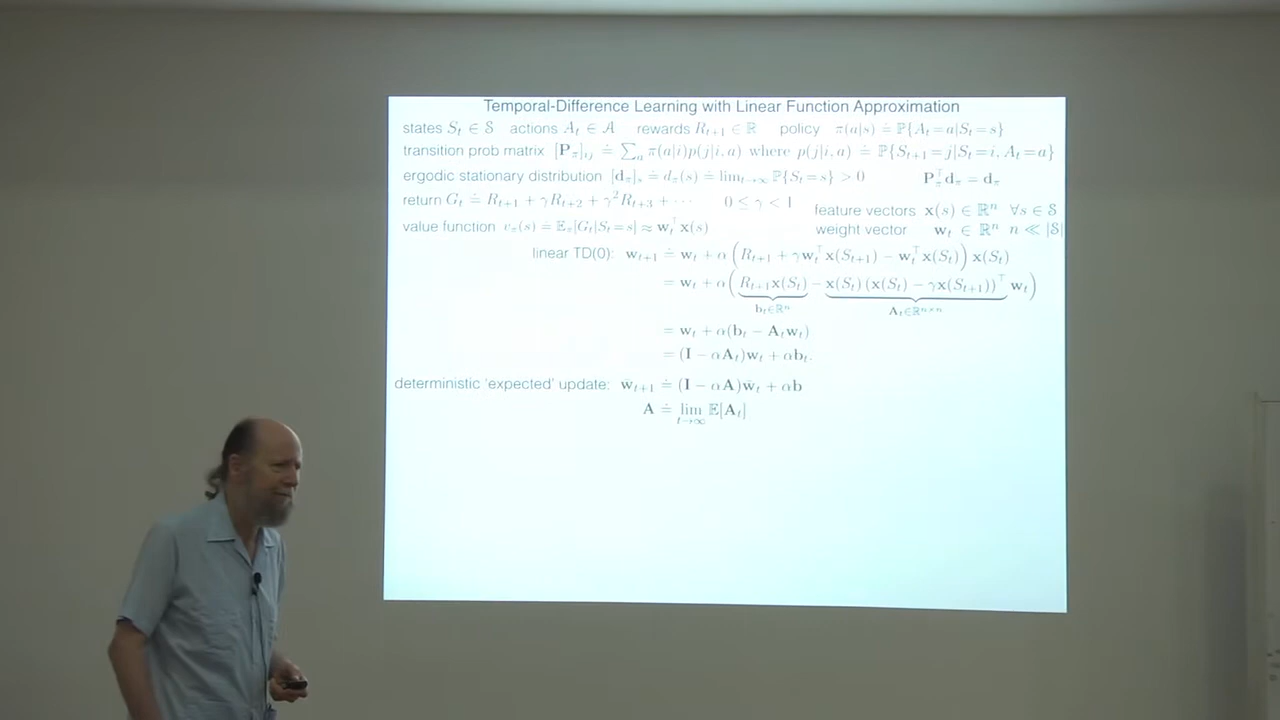 Temporal-Difference Learning with Linear Function Approximation
states S_t ∈ 𝒮 actions A_t ∈ 𝒜 rewards R_{t+1} ∈ ℝ policy π(a|s) ≐ ℙ{A_t = a|S_t = s}
transition prob matrix [P_π]_{ij} ≐ ∑_a π(a|i)p(j|i, a) where p(j|i, a) ≐ ℙ{S_{t+1} = j|S_t = i, A_t = a}
ergodic stationary distribution [d_π]_s ≐ d_π(s) ≐ lim_{t→∞} ℙ{S_t = s} > 0 P_π^⊤ d_π = d_π
return G_t ≐ R_{t+1} + γR_{t+2} + γ²R_{t+3} + ⋯ 0 ≤ γ < 1
feature vectors x(s) ∈ ℝⁿ ∀s ∈ 𝒮
value function v_π(s) ≐ 𝔼_π[G_t|S_t = s] ≈ w_t^⊤ x(s)
weight vector w_t ∈ ℝⁿ n ≪ |𝒮|
linear TD(0): w_{t+1} ≐ w_t + α(R_{t+1} + γw_t^⊤ x(S_{t+1}) − w_t^⊤ x(S_t)) x(S_t)
= w_t + α(R_{t+1}x(S_t) − x(S_t)(x(S_t) − γx(S_{t+1}))^⊤ w_t)
b_t∈ℝⁿ A_t∈ℝ^{n×n}
= w_t + α(b_t − A_t w_t)
= (I − αA_t)w_t + αb_t.
deterministic 'expected' update: w̄_{t+1} ≐ (I − αA)w̄_t + αb
A ≐ lim_{t→∞} 𝔼[A_t]